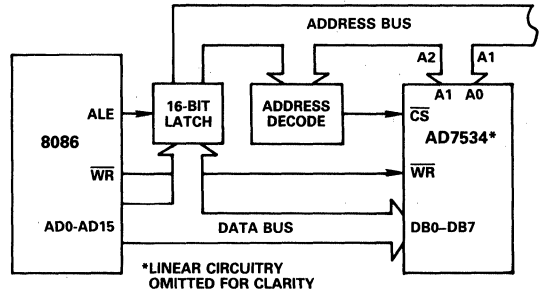 ADDRESS BUS
A2
A1
ALE
16-BIT
LATCH
ADDRESS
DECODE
A1 A0
CS
AD7534*
8086
WR
WR
AD0-AD15
DATA BUS
DB0–DB7
*LINEAR CIRCUITRY
OMITTED FOR CLARITY